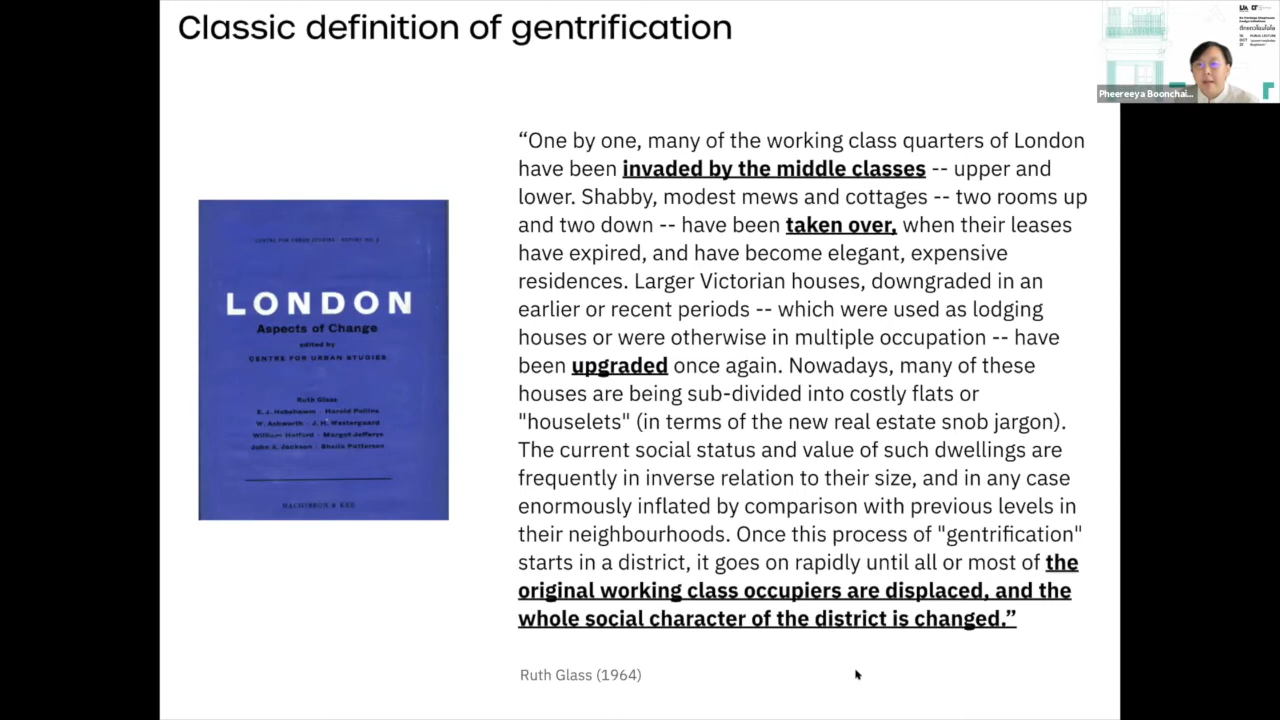 Classic definition of gentrification
Pheereeya Boonchai...
“One by one, many of the working class quarters of London
have been invaded by the middle classes -- upper and
lower. Shabby, modest mews and cottages -- two rooms up
and two down -- have been taken over, when their leases
have expired, and have become elegant, expensive
residences. Larger Victorian houses, downgraded in an
earlier or recent periods -- which were used as lodging
houses or were otherwise in multiple occupation -- have
been upgraded once again. Nowadays, many of these
houses are being sub-divided into costly flats or
"houselets" (in terms of the new real estate snob jargon).
The current social status and value of such dwellings are
frequently in inverse relation to their size, and in any case
enormously inflated by comparison with previous levels in
their neighbourhoods. Once this process of "gentrification"
starts in a district, it goes on rapidly until all or most of the
original working class occupiers are displaced, and the
whole social character of the district is changed.”
Ruth Glass (1964)
CENTRE FOR URBAN STUDIES
LONDON
Aspects of Change
edited by
CENTRE FOR URBAN STUDIES
Ruth Glass
E. J. Hobsbawm · Harold Pollins
W. Ashworth · J. H. Westergaard
William Holford · Margot Jefferys
John A. Jackson · Sheila Patterson
MACGIBBON & KEE